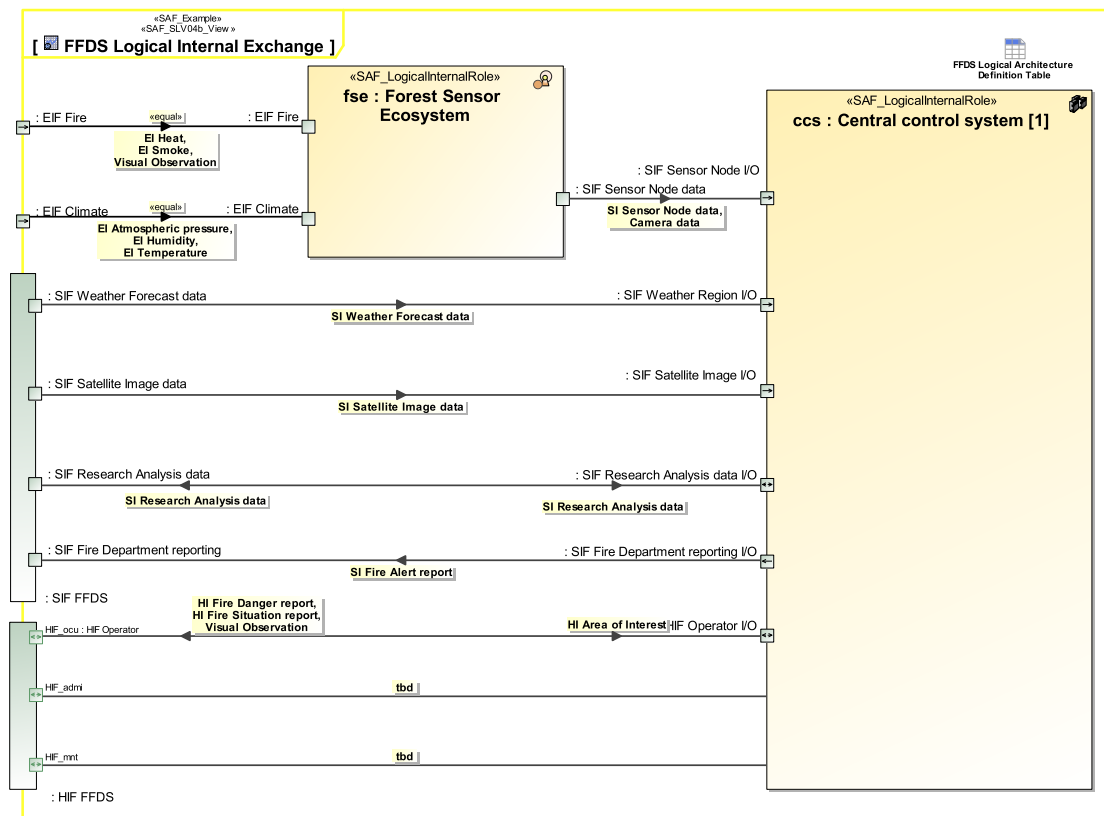 «SAF_Example»
«SAF_SLV04b_View»
[ FFDS Logical Internal Exchange ]
FFDS Logical Architecture
Definition Table
«SAF_LogicalInternalRole»
fse : Forest Sensor
Ecosystem
«SAF_LogicalInternalRole»
ccs : Central control system [1]
: EIF Fire
«equal»
: EIF Fire
EI Heat,
EI Smoke,
Visual Observation
: SIF Sensor Node I/O
: SIF Sensor Node data
SI Sensor Node data,
Camera data
: EIF Climate
«equal»
: EIF Climate
EI Atmospheric pressure,
EI Humidity,
EI Temperature
: SIF Weather Forecast data
: SIF Weather Region I/O
SI Weather Forecast data
: SIF Satellite Image data
: SIF Satellite Image I/O
SI Satellite Image data
: SIF Research Analysis data
: SIF Research Analysis data I/O
SI Research Analysis data
SI Research Analysis data
: SIF Fire Department reporting
: SIF Fire Department reporting I/O
SI Fire Alert report
: SIF FFDS
HI Fire Danger report,
HI Fire Situation report,
Visual Observation
HIF_ocu : HIF Operator
HI Area of Interest
HIF Operator I/O
HIF_admi
tbd
HIF_mnt
tbd
: HIF FFDS